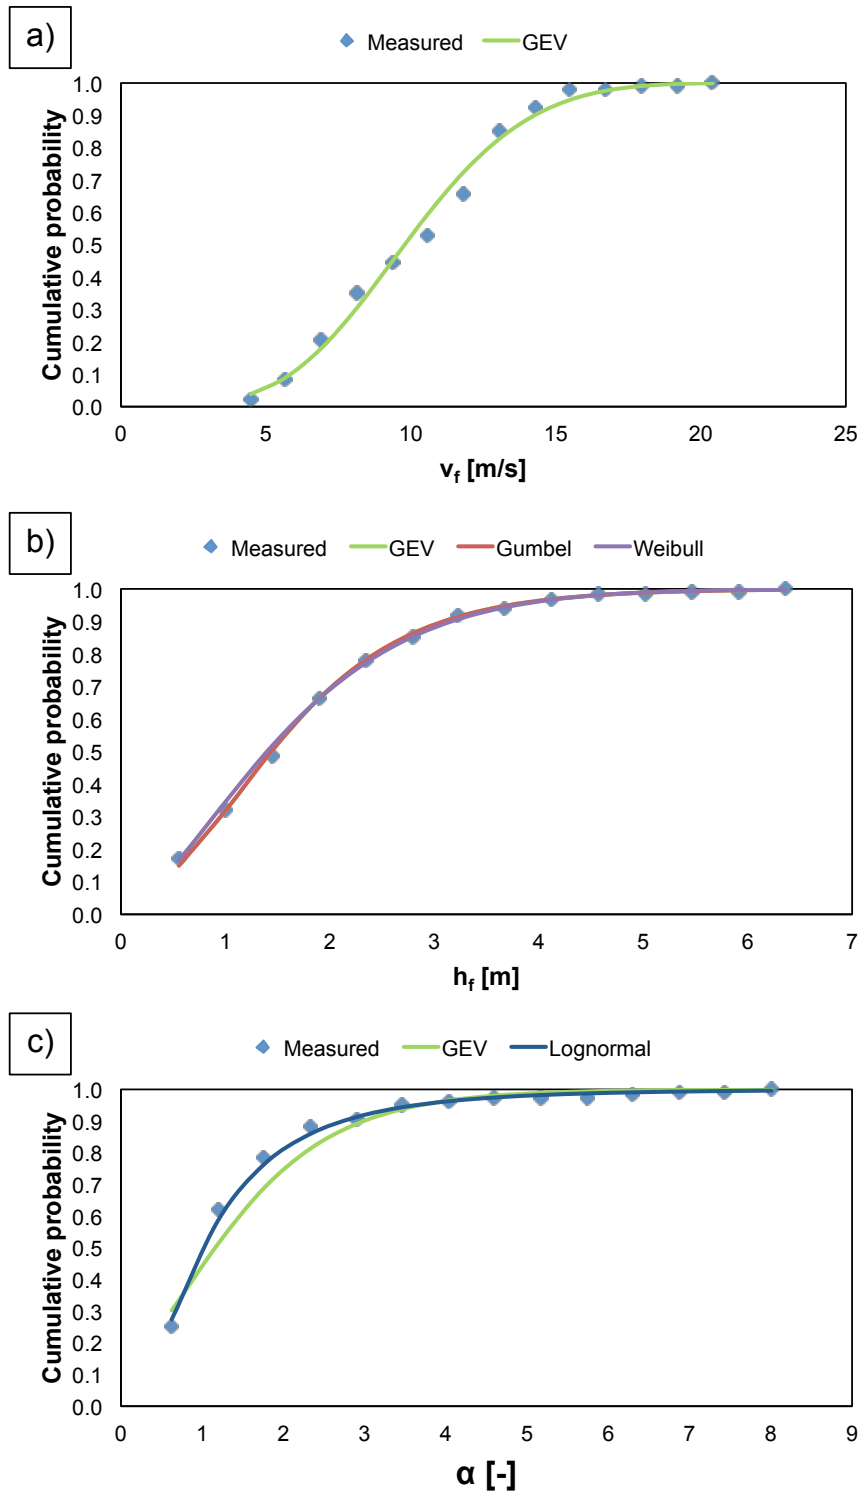 a)
Measured GEV
1.0
0.9
0.8
0.7
0.6
0.5
0.4
0.3
0.2
0.1
0.0
Cumulative probability
0 5 10 15 20 25
v_f [m/s]
b)
Measured GEV Gumbel Weibull
1.0
0.9
0.8
0.7
0.6
0.5
0.4
0.3
0.2
0.1
0.0
Cumulative probability
0 1 2 3 4 5 6 7
h_f [m]
c)
Measured GEV Lognormal
1.0
0.9
0.8
0.7
0.6
0.5
0.4
0.3
0.2
0.1
0.0
Cumulative probability
0 1 2 3 4 5 6 7 8 9
α [-]